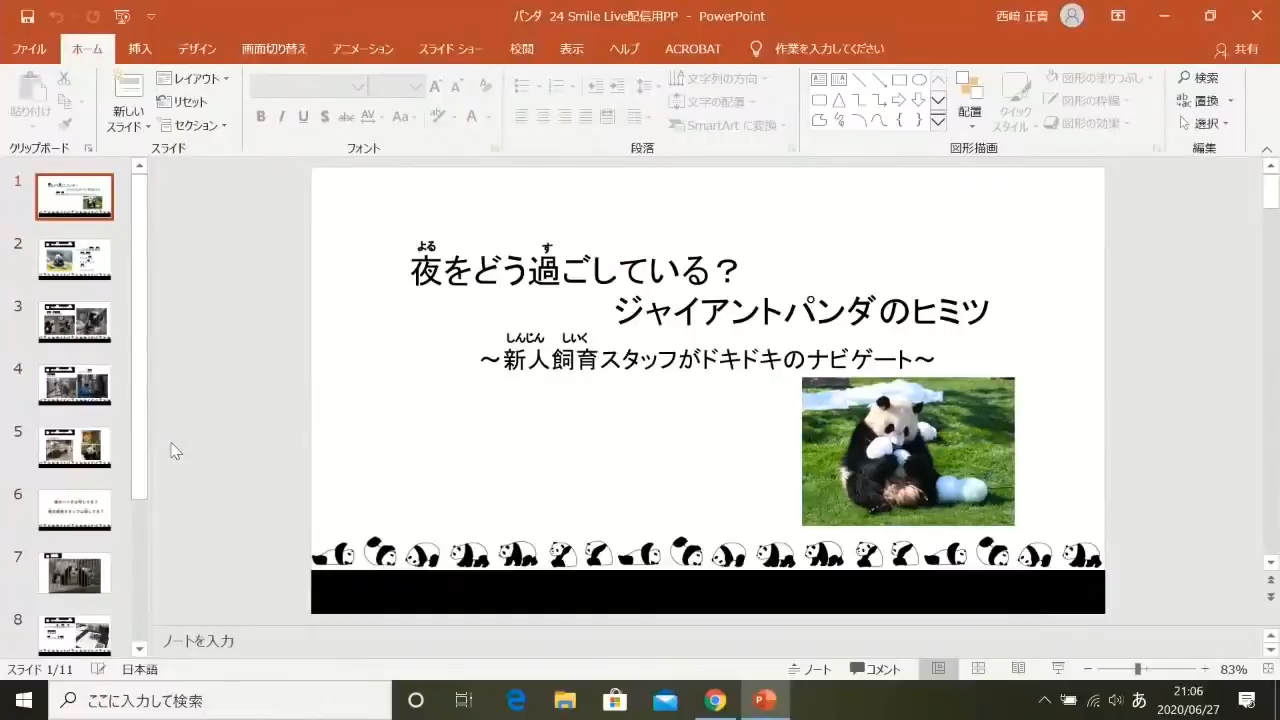 パンダ 24 Smile Live配信用PP - PowerPoint
西﨑 正貴
ファイル ホーム 挿入 デザイン 画面切り替え アニメーション スライド ショー 校閲 表示 ヘルプ ACROBAT 作業を入力してください 共有
貼り付け
新しい
スライド
レイアウト
リセット
セクション
B I U S abc AV Aa A
文字列の方向
文字の配置
SmartArt に変換
配置
クイック
スタイル
図形の塗りつぶし
図形の枠線
図形の効果
検索
置換
選択
クリップボード スライド フォント 段落 図形描画 編集
1
2
3
4
5
6
7
8
よる す
夜をどう過ごしている？
ジャイアントパンダのヒミツ
しんじん しいく
～新人飼育スタッフがドキドキのナビゲート～
ノートを入力
スライド 1/11 日本語 ノート コメント 83%
ここに入力して検索
あ
21:06
2020/06/27